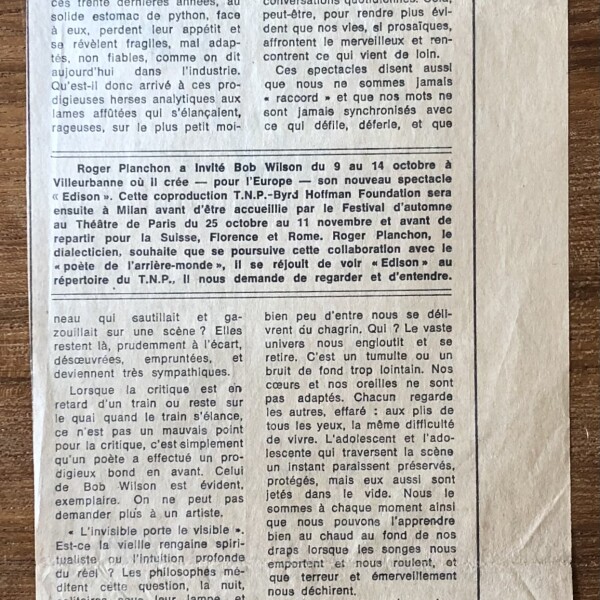 ces trente dernières années, au
solide estomac de python, face
à eux, perdent leur appétit et
se révèlent fragiles, mal adap-
tés, non fiables, comme on dit
aujourd'hui dans l'industrie.
Qu'est-il donc arrivé à ces pro-
digieuses herses analytiques aux
lames affûtées qui s'élançaient,
rageuses, sur le plus petit moi-
conversations quotidiennes. Cela,
peut-être, pour rendre plus évi-
dent que nos vies, si prosaïques,
affrontent le merveilleux et ren-
contrent ce qui vient de loin.
Ces spectacles disent aussi
que nous ne sommes jamais
« raccord » et que nos mots ne
sont jamais synchronisés avec
ce qui défile, déferle, et que
Roger Planchon a invité Bob Wilson du 9 au 14 octobre à
Villeurbanne où il crée — pour l'Europe — son nouveau spectacle
« Edison ». Cette coproduction T.N.P.-Byrd Hoffman Foundation sera
ensuite à Milan avant d'être accueillie par le Festival d'automne
au Théâtre de Paris du 25 octobre au 11 novembre et avant de
repartir pour la Suisse, Florence et Rome. Roger Planchon, le
dialecticien, souhaite que se poursuive cette collaboration avec le
« poète de l'arrière-monde », il se réjouit de voir « Edison » au
répertoire du T.N.P.. Il nous demande de regarder et d'entendre.
neau qui sautillait et ga-
zouillait sur une scène ? Elles
restent là, prudemment à l'écart,
désœuvrées, empruntées, et
deviennent très sympathiques.
Lorsque la critique est en
retard d'un train ou reste sur
le quai quand le train s'élance,
ce n'est pas un mauvais point
pour la critique, c'est simplement
qu'un poète a effectué un pro-
digieux bond en avant. Celui
de Bob Wilson est évident,
exemplaire. On ne peut pas
demander plus à un artiste.
« L'invisible porte le visible ».
Est-ce la vieille rengaine spiri-
tualiste ou l'intuition profonde
du réel ? Les philosophes mé-
ditent cette question, la nuit,
solitaires sous leur lampe, et
bien peu d'entre nous se déli-
vrent du chagrin. Qui ? Le vaste
univers nous engloutit et se
retire. C'est un tumulte ou un
bruit de fond trop lointain. Nos
cœurs et nos oreilles ne sont
pas adaptés. Chacun regarde
les autres, effaré : aux plis de
tous les yeux, la même difficulté
de vivre. L'adolescent et l'ado-
lescente qui traversent la scène
un instant paraissent préservés,
protégés, mais eux aussi sont
jetés dans le vide. Nous le
sommes à chaque moment ainsi
que nous pouvons l'apprendre
bien au chaud au fond de nos
draps lorsque les songes nous
emportent et nous roulent, et
que terreur et émerveillement
nous déchirent.